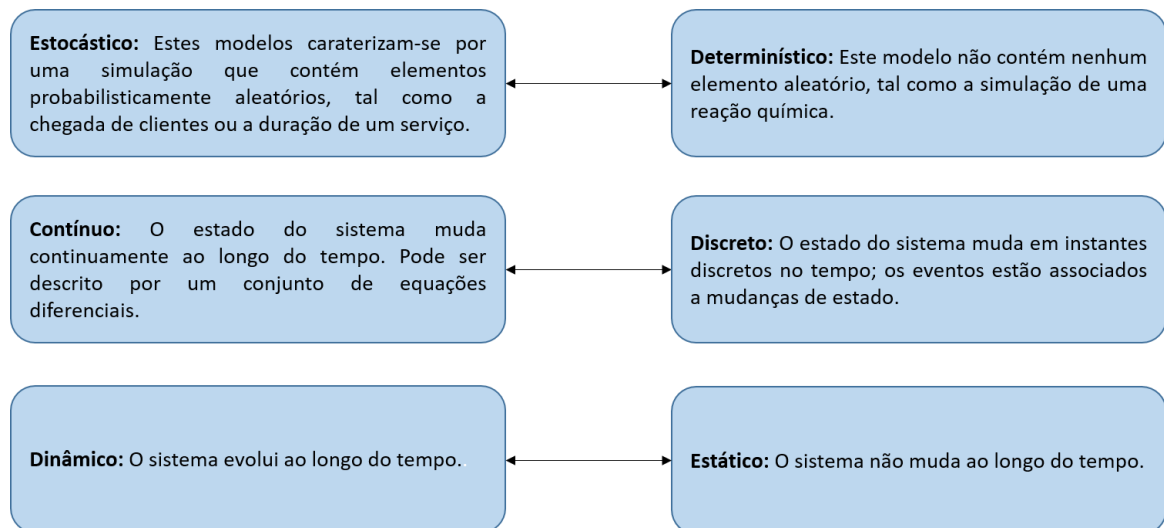 Estocástico: Estes modelos caraterizam-se por
uma simulação que contém elementos
probabilisticamente aleatórios, tal como a
chegada de clientes ou a duração de um serviço.
Determinístico: Este modelo não contém nenhum
elemento aleatório, tal como a simulação de uma
reação química.
Contínuo: O estado do sistema muda
continuamente ao longo do tempo. Pode ser
descrito por um conjunto de equações
diferenciais.
Discreto: O estado do sistema muda em instantes
discretos no tempo; os eventos estão associados
a mudanças de estado.
Dinâmico: O sistema evolui ao longo do tempo.
Estático: O sistema não muda ao longo do tempo.